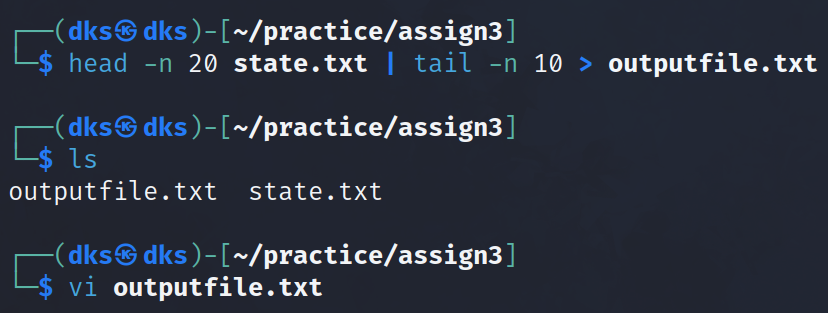 ┌──(dks㉿dks)-[~/practice/assign3]
└─$ head -n 20 state.txt | tail -n 10 > outputfile.txt
┌──(dks㉿dks)-[~/practice/assign3]
└─$ ls
outputfile.txt  state.txt
┌──(dks㉿dks)-[~/practice/assign3]
└─$ vi outputfile.txt